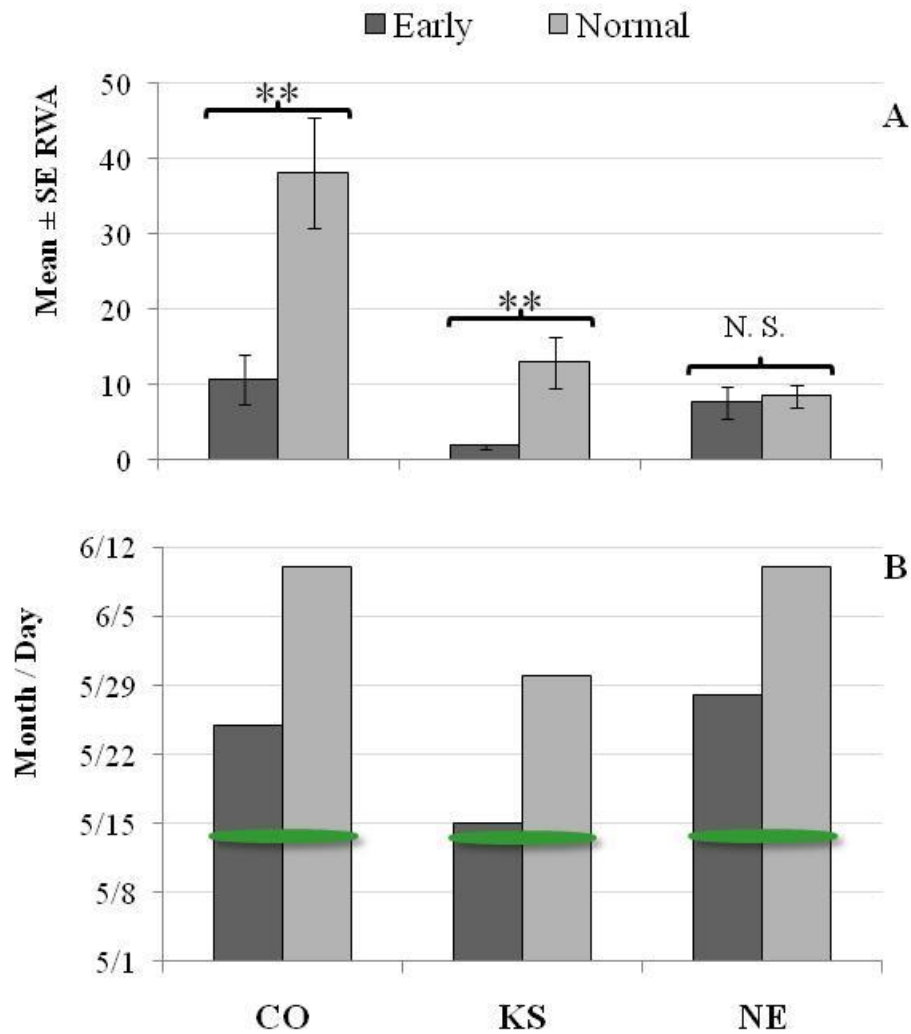 Early Normal
Mean ± SE RWA
50
40
30
20
10
0
**
**
N. S.
A
Month / Day
6/12
6/5
5/29
5/22
5/15
5/8
5/1
B
CO KS NE